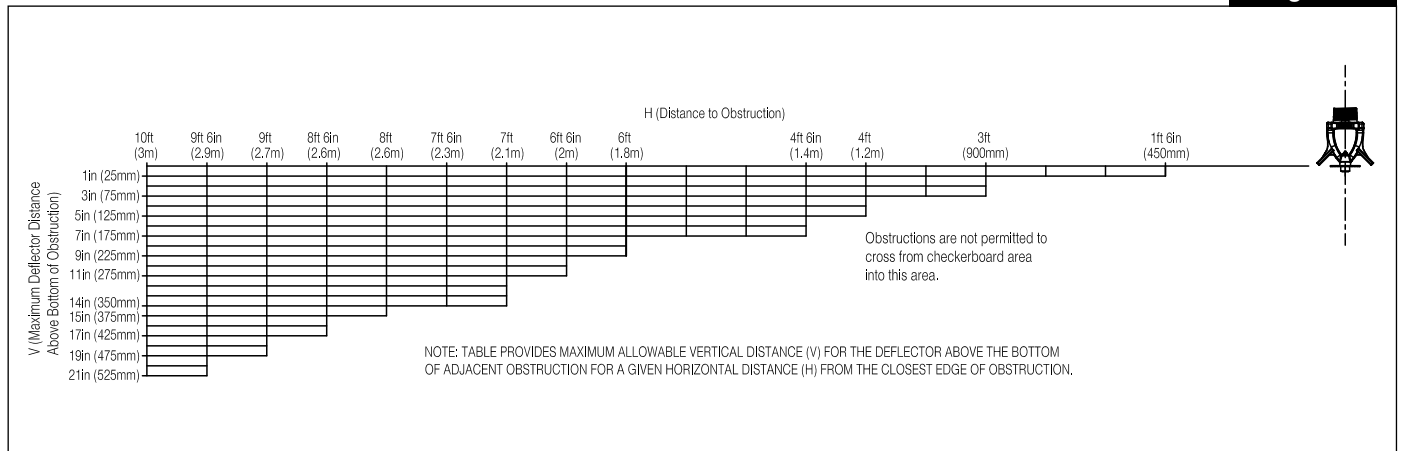 H (Distance to Obstruction)
10ft 9ft 6in 9ft 8ft 6in 8ft 7ft 6in 7ft 6ft 6in 6ft 4ft 6in 4ft 3ft 1ft 6in
(3m) (2.9m) (2.7m) (2.6m) (2.6m) (2.3m) (2.1m) (2m) (1.8m) (1.4m) (1.2m) (900mm) (450mm)
V (Maximum Deflector Distance
Above Bottom of Obstruction)
1in (25mm)
3in (75mm)
5in (125mm)
7in (175mm)
9in (225mm)
11in (275mm)
14in (350mm)
15in (375mm)
17in (425mm)
19in (475mm)
21in (525mm)
Obstructions are not permitted to
cross from checkerboard area
into this area.
NOTE: TABLE PROVIDES MAXIMUM ALLOWABLE VERTICAL DISTANCE (V) FOR THE DEFLECTOR ABOVE THE BOTTOM
OF ADJACENT OBSTRUCTION FOR A GIVEN HORIZONTAL DISTANCE (H) FROM THE CLOSEST EDGE OF OBSTRUCTION.